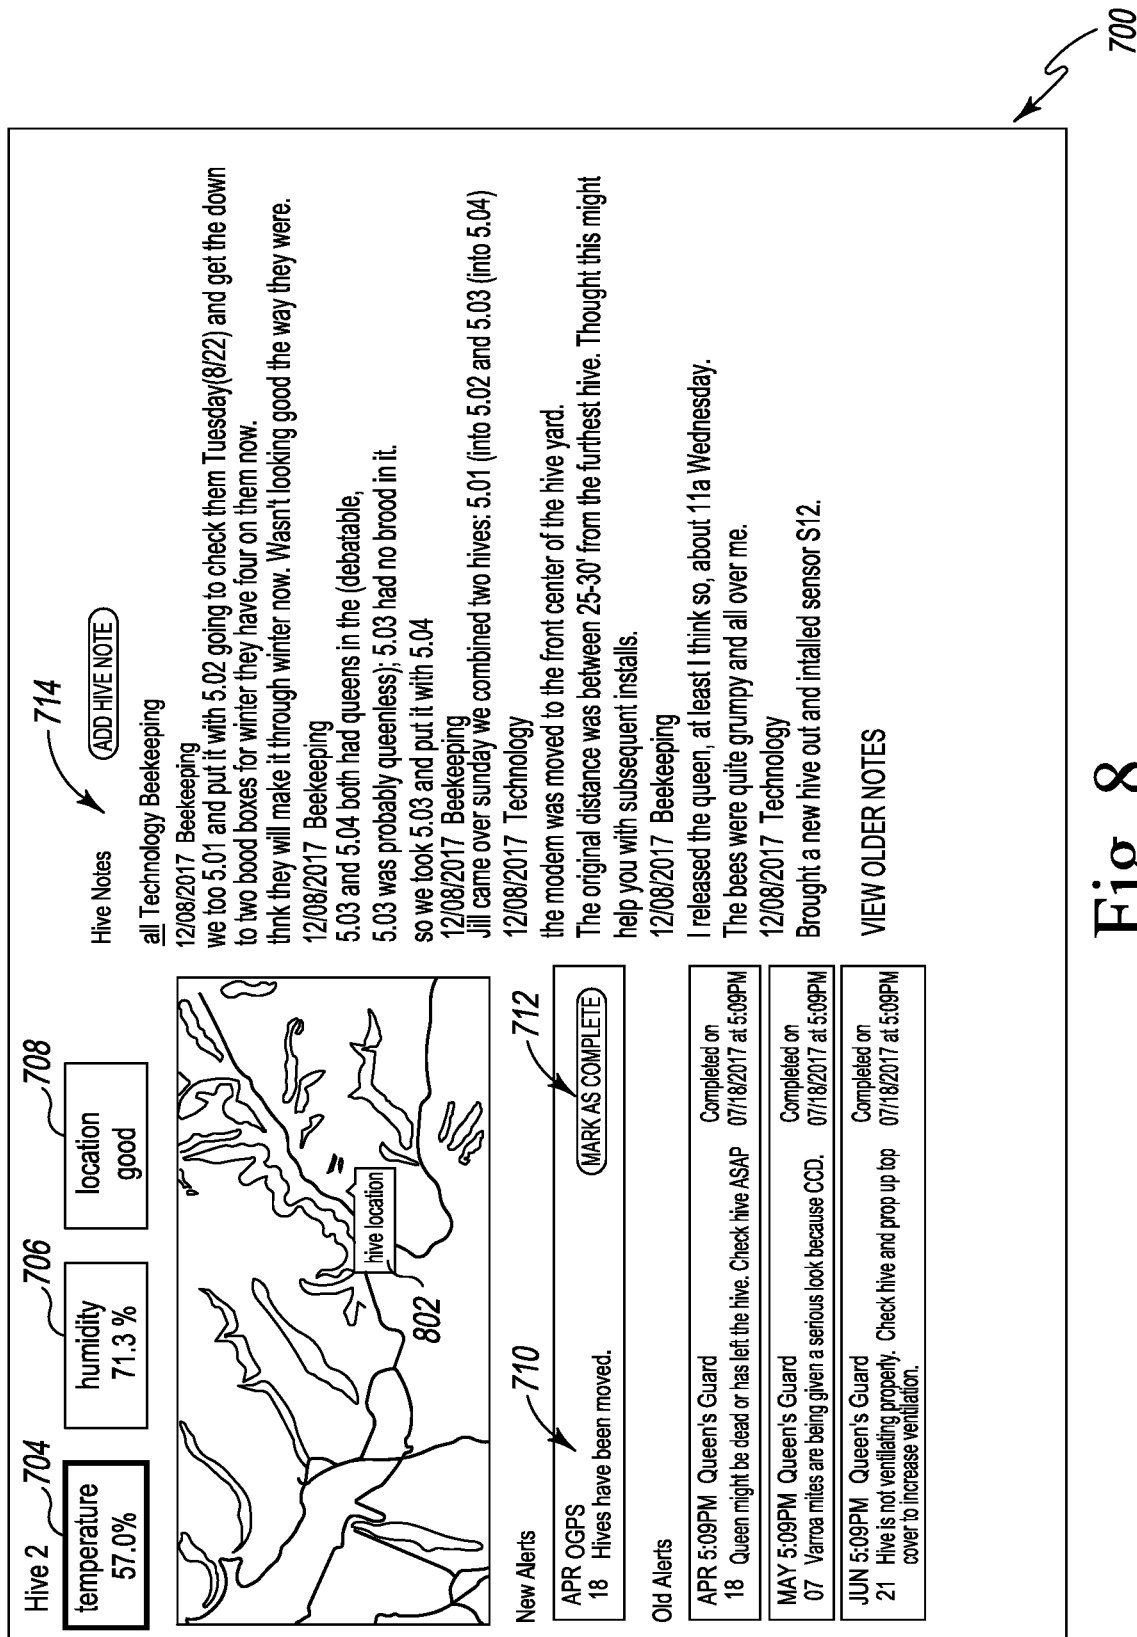 Hive 2
704
706
708
temperature
57.0%
humidity
71.3 %
location
good
hive location
802
New Alerts
710
712
APR OGPS
18 Hives have been moved.
MARK AS COMPLETE
Old Alerts
APR 5:09PM Queen's Guard
18 Queen might be dead or has left the hive. Check hive ASAP
Completed on
07/18/2017 at 5:09PM
MAY 5:09PM Queen's Guard
07 Varroa mites are being given a serious look because CCD.
Completed on
07/18/2017 at 5:09PM
JUN 5:09PM Queen's Guard
21 Hive is not ventilating properly. Check hive and prop up top
cover to increase ventilation.
Completed on
07/18/2017 at 5:09PM
714
Hive Notes
ADD HIVE NOTE
all Technology Beekeeping
12/08/2017 Beekeeping
we too 5.01 and put it with 5.02 going to check them Tuesday(8/22) and get the down
to two bood boxes for winter they have four on them now.
thnk they will make it through winter now. Wasn't looking good the way they were.
12/08/2017 Beekeeping
5.03 and 5.04 both had queens in the (debatable,
5.03 was probably queenless); 5.03 had no brood in it.
so we took 5.03 and put it with 5.04
12/08/2017 Beekeeping
Jill came over sunday we combined two hives: 5.01 (into 5.02 and 5.03 (into 5.04)
12/08/2017 Technology
the modem was moved to the front center of the hive yard.
The original distance was between 25-30' from the furthest hive. Thought this might
help you with subsequent installs.
12/08/2017 Beekeeping
I released the queen, at least I think so, about 11a Wednesday.
The bees were quite grumpy and all over me.
12/08/2017 Technology
Brought a new hive out and intalled sensor S12.
VIEW OLDER NOTES
700
Fig. 8